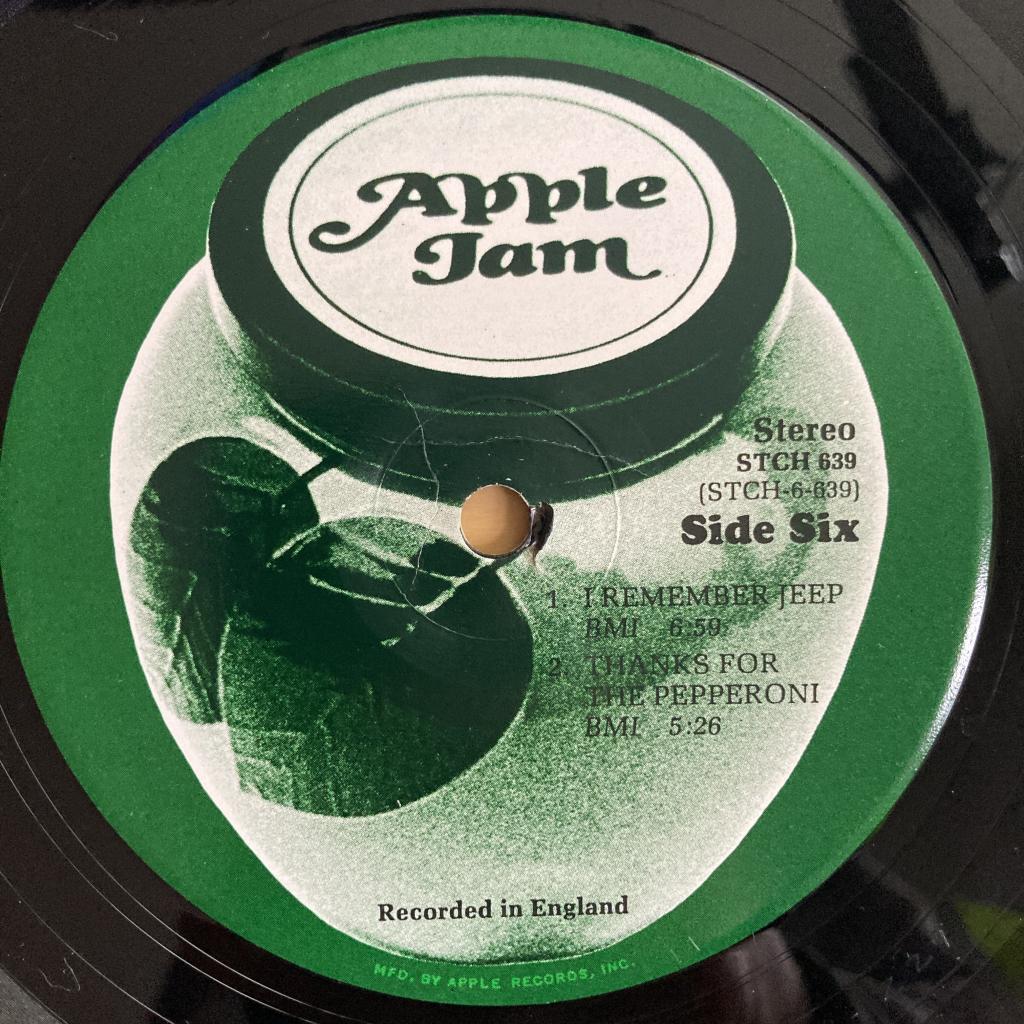 Apple
Jam
Stereo
STCH 639
(STCH-6-639)
Side Six
1. I REMEMBER JEEP
BMI 6:59
2. THANKS FOR
THE PEPPERONI
BMI 5:26
Recorded in England
MFD. BY APPLE RECORDS, INC.